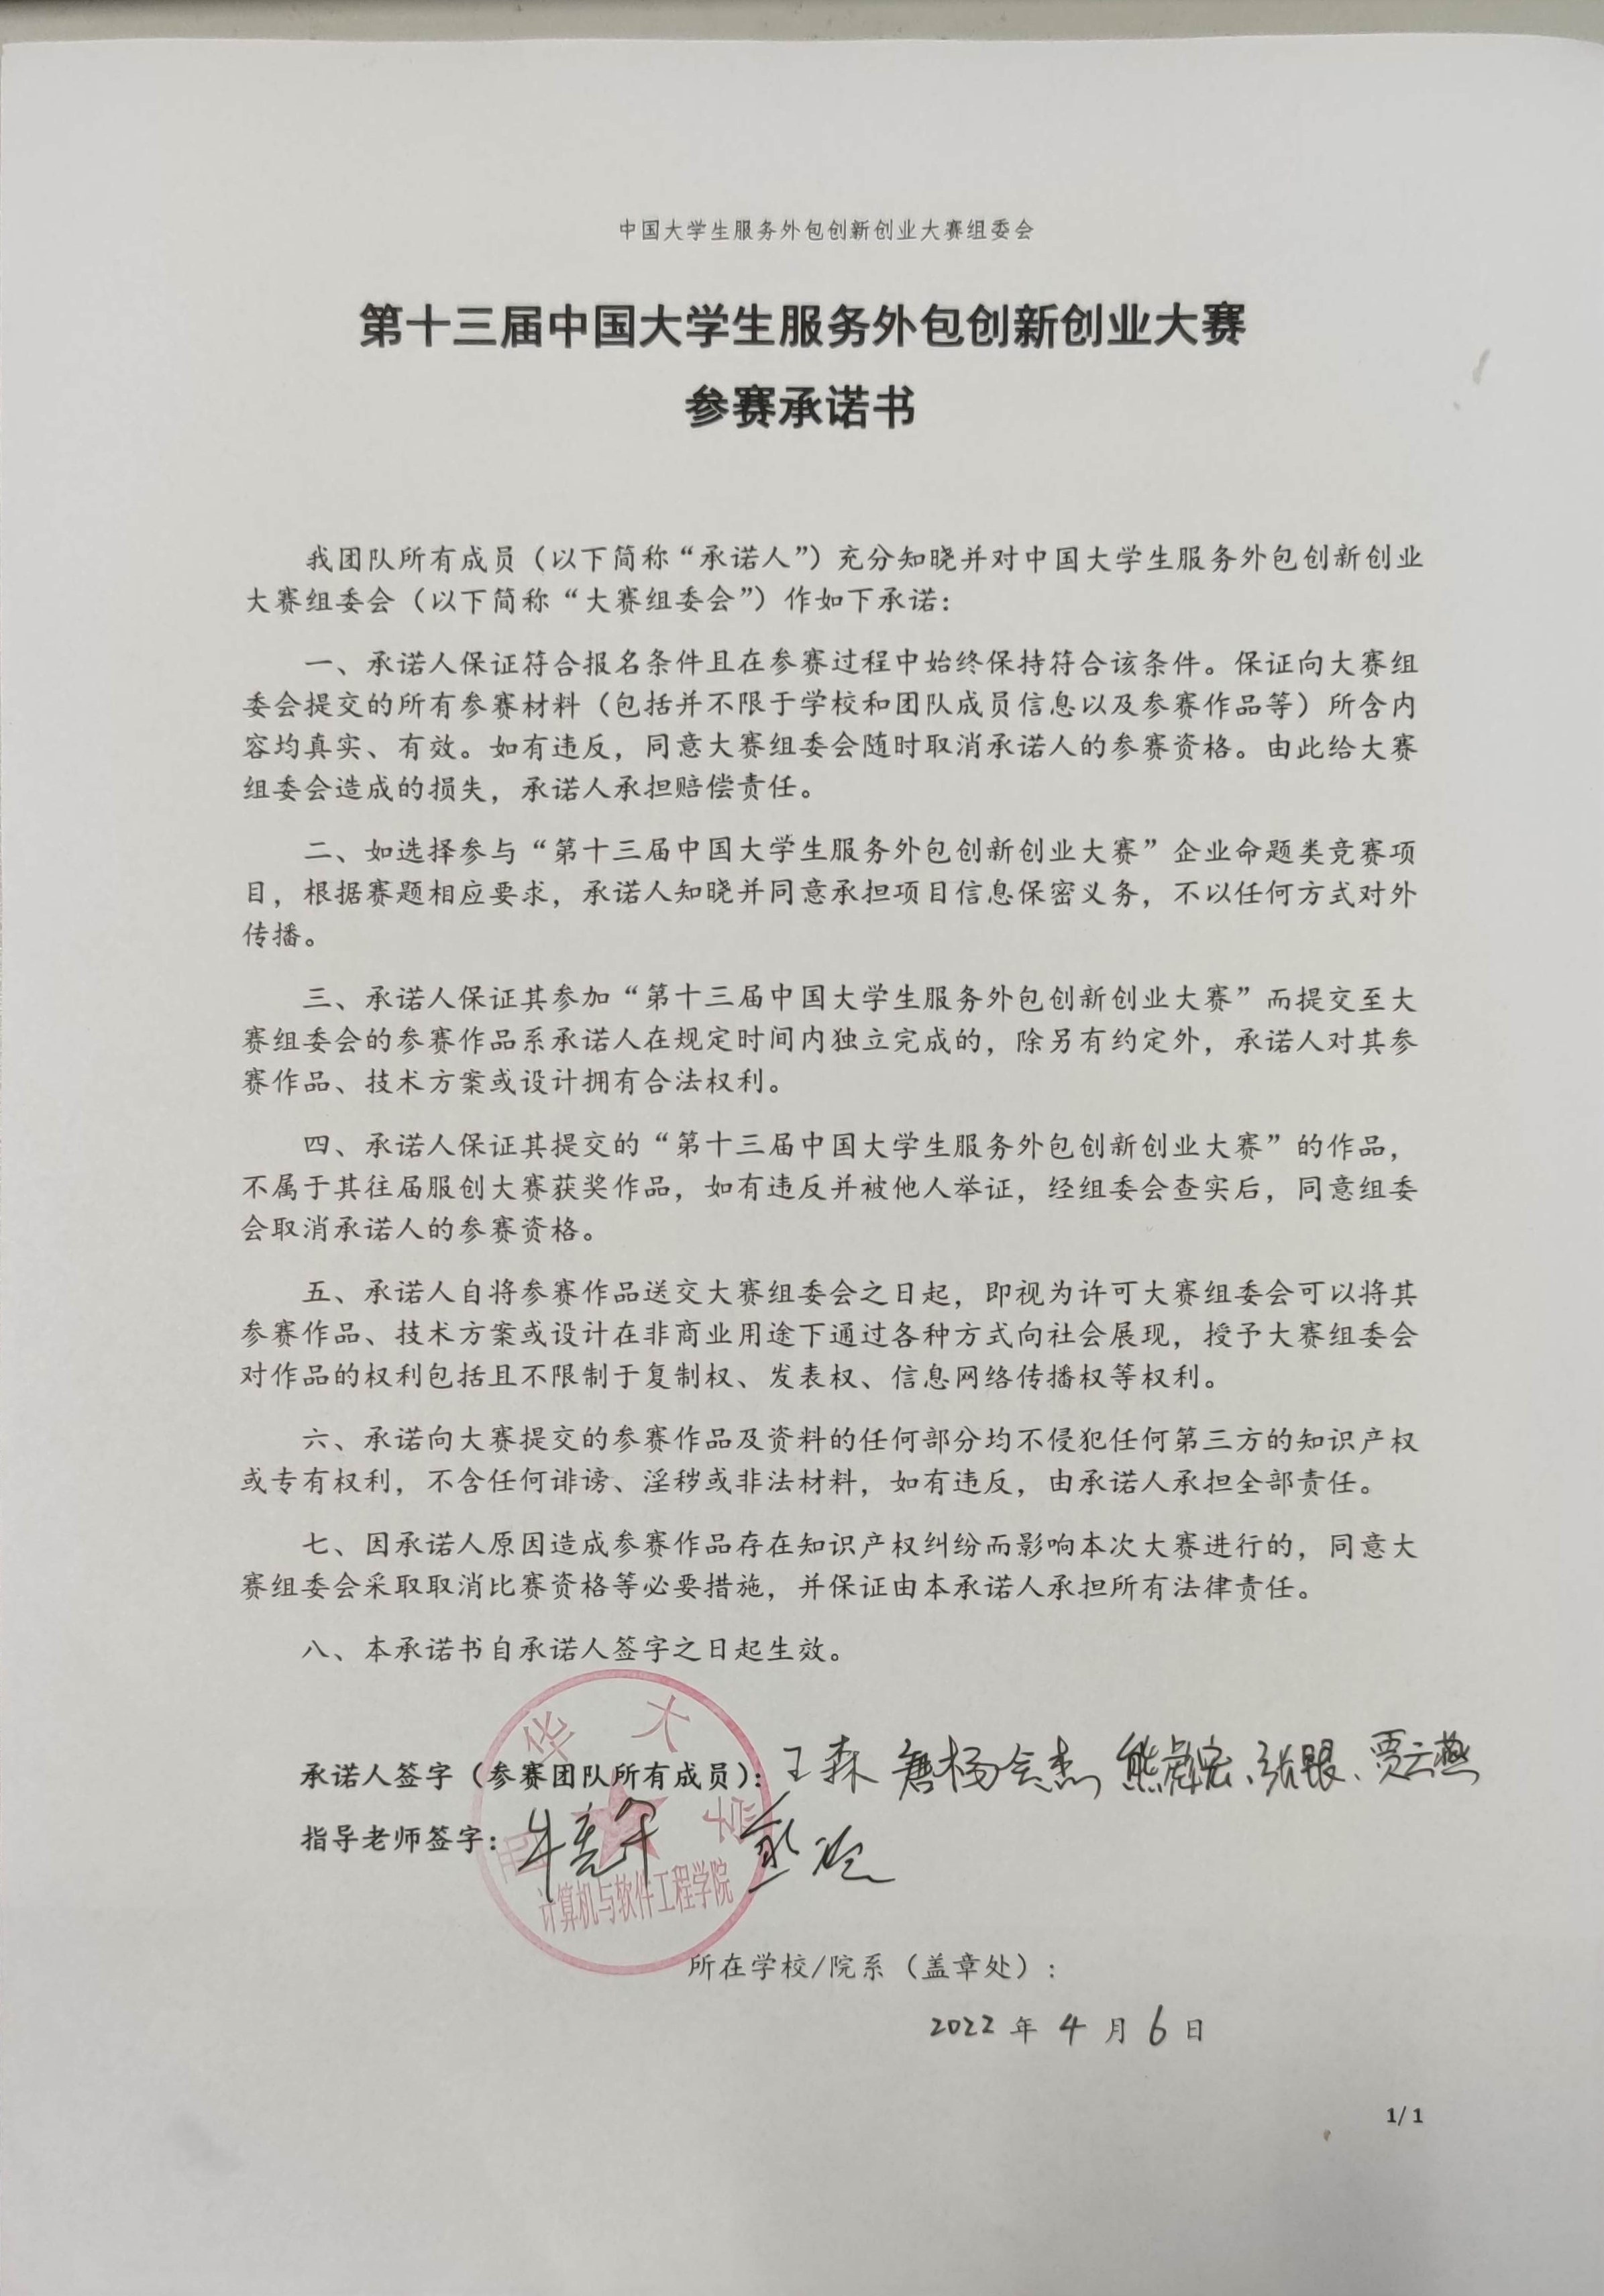 中国大学生服务外包创新创业大赛组委会
第十三届中国大学生服务外包创新创业大赛
参赛承诺书
我团队所有成员（以下简称“承诺人”）充分知晓并对中国大学生服务外包创新创业
大赛组委会（以下简称“大赛组委会”）作如下承诺：
一、承诺人保证符合报名条件且在参赛过程中始终保持符合该条件。保证向大赛组
委会提交的所有参赛材料（包括并不限于学校和团队成员信息以及参赛作品等）所含内
容均真实、有效。如有违反，同意大赛组委会随时取消承诺人的参赛资格。由此给大赛
组委会造成的损失，承诺人承担赔偿责任。
二、如选择参与“第十三届中国大学生服务外包创新创业大赛”企业命题类竞赛项
目，根据赛题相应要求，承诺人知晓并同意承担项目信息保密义务，不以任何方式对外
传播。
三、承诺人保证其参加“第十三届中国大学生服务外包创新创业大赛”而提交至大
赛组委会的参赛作品系承诺人在规定时间内独立完成的，除另有约定外，承诺人对其参
赛作品、技术方案或设计拥有合法权利。
四、承诺人保证其提交的“第十三届中国大学生服务外包创新创业大赛”的作品，
不属于其往届服创大赛获奖作品，如有违反并被他人举证，经组委会查实后，同意组委
会取消承诺人的参赛资格。
五、承诺人自将参赛作品送交大赛组委会之日起，即视为许可大赛组委会可以将其
参赛作品、技术方案或设计在非商业用途下通过各种方式向社会展现，授予大赛组委会
对作品的权利包括且不限制于复制权、发表权、信息网络传播权等权利。
六、承诺向大赛提交的参赛作品及资料的任何部分均不侵犯任何第三方的知识产权
或专有权利，不含任何诽谤、淫秽或非法材料，如有违反，由承诺人承担全部责任。
七、因承诺人原因造成参赛作品存在知识产权纠纷而影响本次大赛进行的，同意大
赛组委会采取取消比赛资格等必要措施，并保证由本承诺人承担所有法律责任。
八、本承诺书自承诺人签字之日起生效。
华大
承诺人签字（参赛团队所有成员）：王森 唐杨 贾云燕
学
指导老师签字：
计算机与软件工程学院
所在学校/院系（盖章处）：
2022 年 4 月 6 日
1/ 1